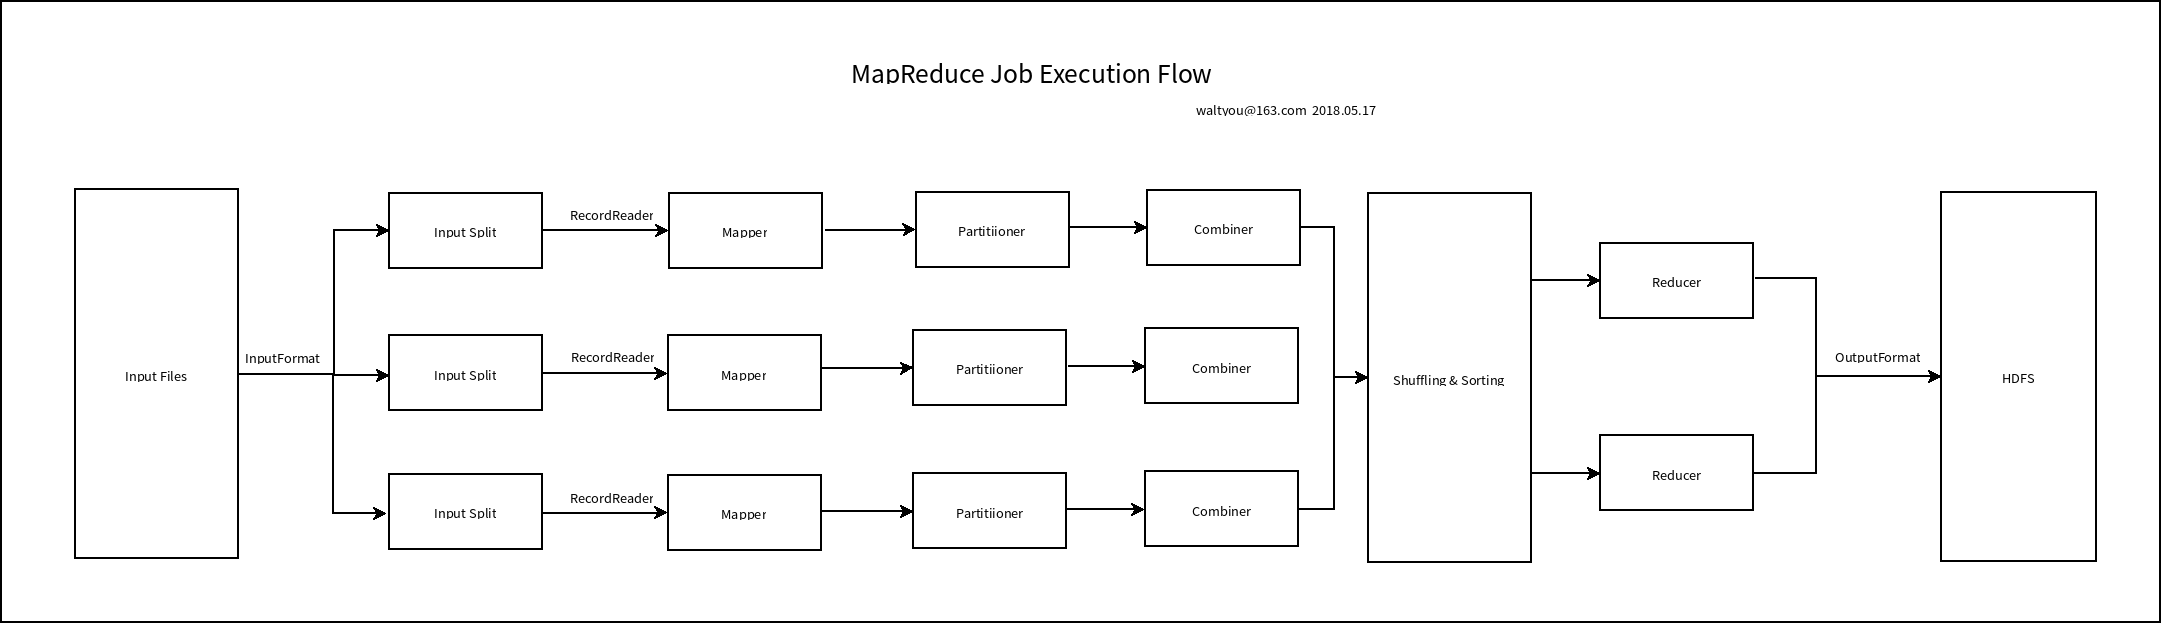 MapReduce Job Execution Flow
waltyou@163.com 2018.05.17
Input Files
InputFormat
Input Split
RecordReader
Mapper
Partitiioner
Combiner
Input Split
RecordReader
Mapper
Partitiioner
Combiner
Input Split
RecordReader
Mapper
Partitiioner
Combiner
Shuffling & Sorting
Reducer
Reducer
OutputFormat
HDFS